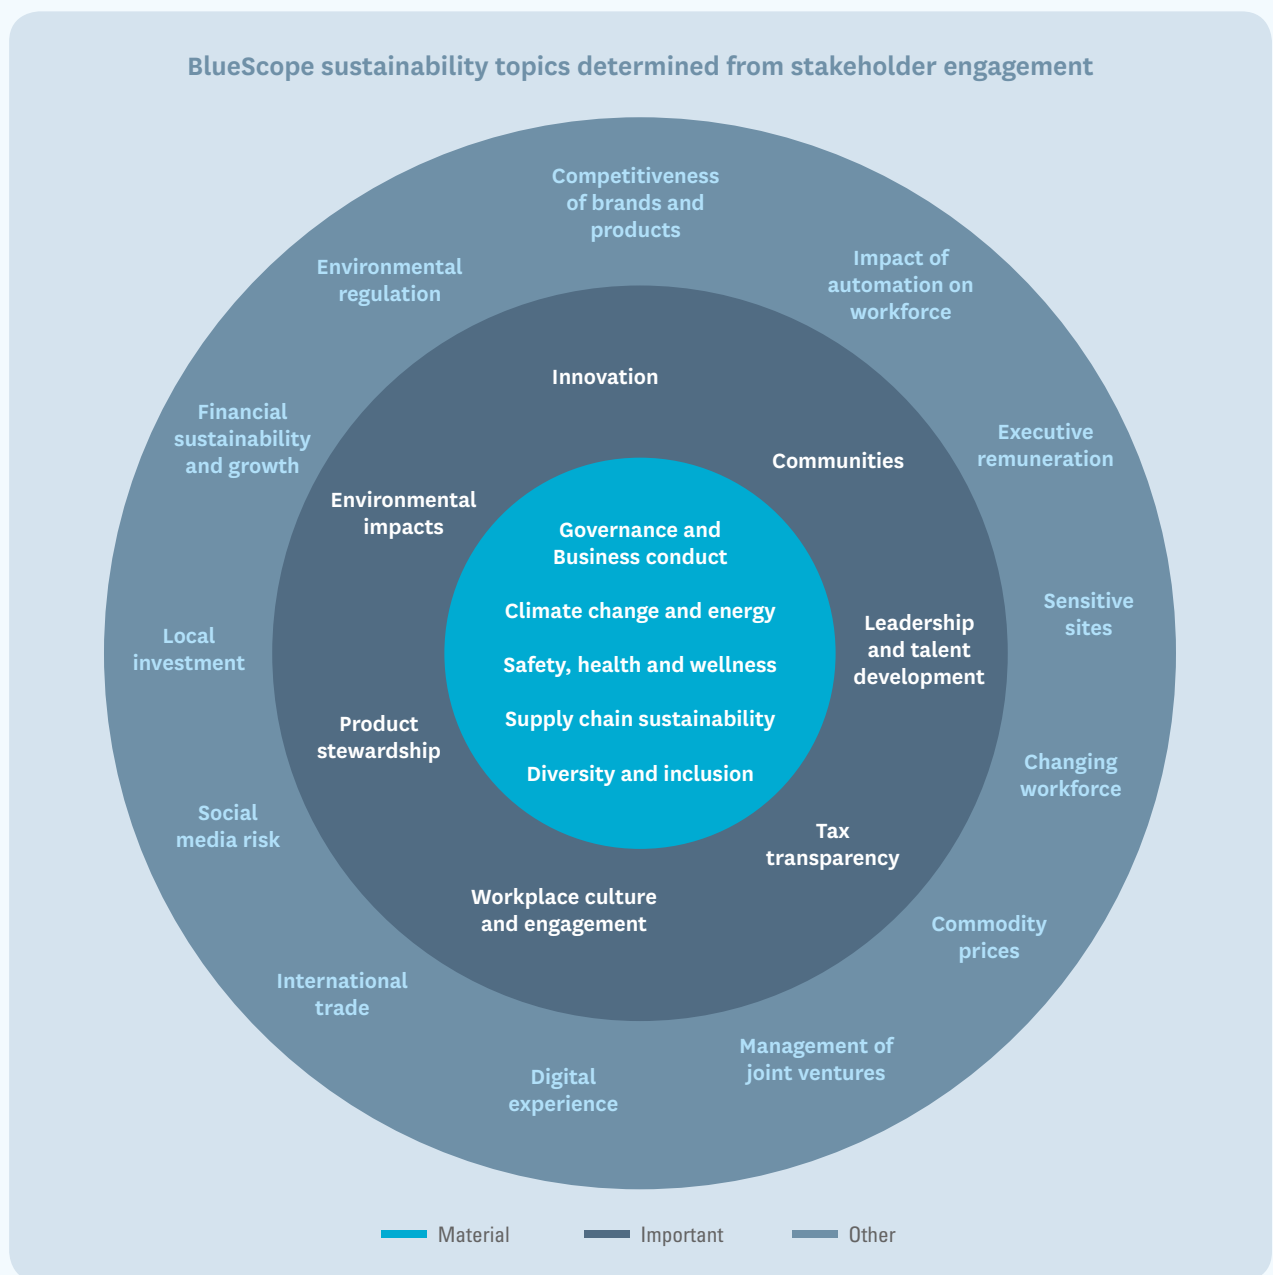 BlueScope sustainability topics determined from stakeholder engagement
Competitiveness
of brands and
products
Impact of
automation on
workforce
Executive
remuneration
Sensitive
sites
Changing
workforce
Commodity
prices
Management of
joint ventures
Digital
experience
International
trade
Social
media risk
Local
investment
Financial
sustainability
and growth
Environmental
regulation
Innovation
Communities
Leadership
and talent
development
Tax
transparency
Workplace culture
and engagement
Product
stewardship
Environmental
impacts
Governance and
Business conduct
Climate change and energy
Safety, health and wellness
Supply chain sustainability
Diversity and inclusion
Material
Important
Other